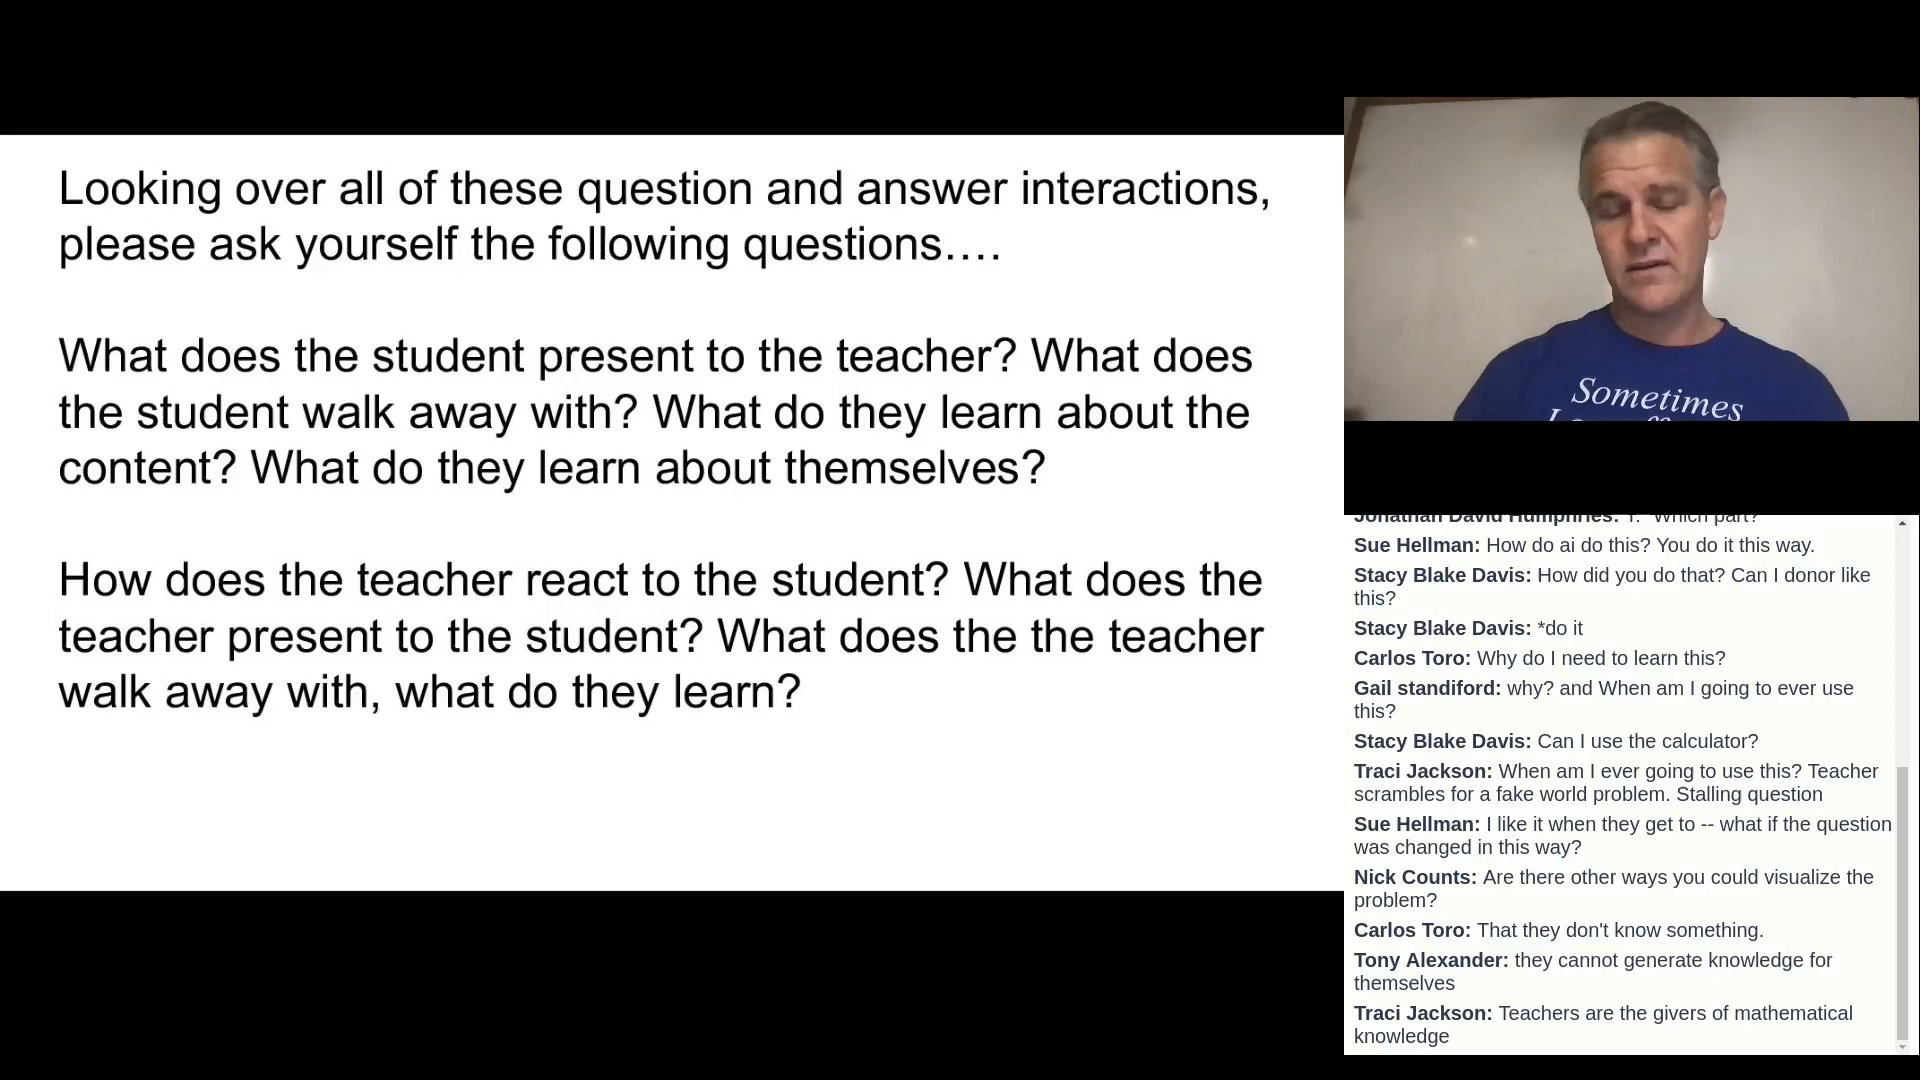 Looking over all of these question and answer interactions,
please ask yourself the following questions….
What does the student present to the teacher? What does
the student walk away with? What do they learn about the
content? What do they learn about themselves?
How does the teacher react to the student? What does the
teacher present to the student? What does the the teacher
walk away with, what do they learn?
Sometimes
Jonathan David Humphries: T: "Which part?
Sue Hellman: How do ai do this? You do it this way.
Stacy Blake Davis: How did you do that? Can I donor like
this?
Stacy Blake Davis: *do it
Carlos Toro: Why do I need to learn this?
Gail standiford: why? and When am I going to ever use
this?
Stacy Blake Davis: Can I use the calculator?
Traci Jackson: When am I ever going to use this? Teacher
scrambles for a fake world problem. Stalling question
Sue Hellman: I like it when they get to -- what if the question
was changed in this way?
Nick Counts: Are there other ways you could visualize the
problem?
Carlos Toro: That they don't know something.
Tony Alexander: they cannot generate knowledge for
themselves
Traci Jackson: Teachers are the givers of mathematical
knowledge